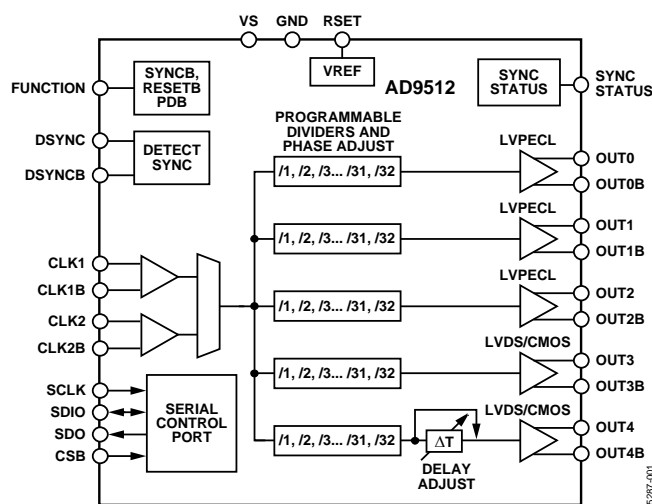 VS GND RSET
VREF
AD9512
FUNCTION
SYNCB,
RESETB
PDB
SYNC
STATUS
SYNC
STATUS
DSYNC
DSYNCB
DETECT
SYNC
PROGRAMMABLE
DIVIDERS AND
PHASE ADJUST
LVPECL
/1, /2, /3... /31, /32
OUT0
OUT0B
LVPECL
/1, /2, /3... /31, /32
OUT1
OUT1B
CLK1
CLK1B
CLK2
CLK2B
LVPECL
/1, /2, /3... /31, /32
OUT2
OUT2B
LVDS/CMOS
/1, /2, /3... /31, /32
OUT3
OUT3B
SCLK
SDIO
SDO
CSB
SERIAL
CONTROL
PORT
LVDS/CMOS
/1, /2, /3... /31, /32
ΔT
DELAY
ADJUST
OUT4
OUT4B